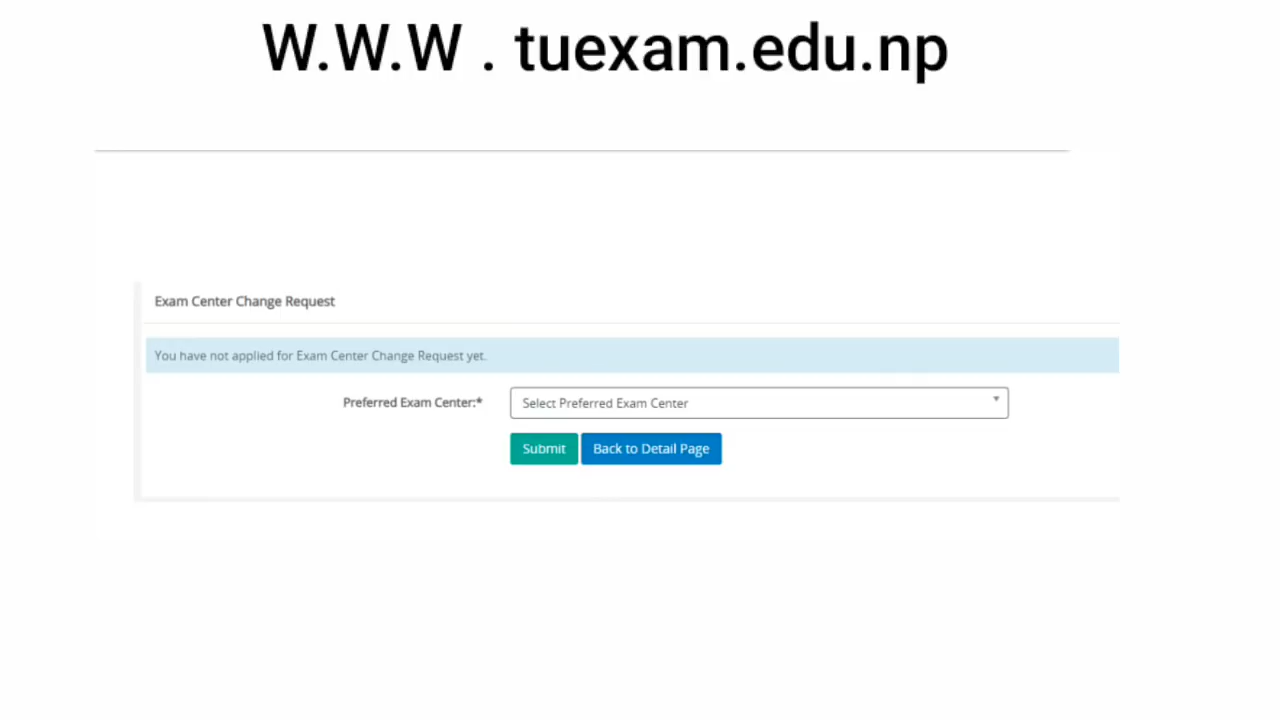 W.W.W . tuexam.edu.np
Exam Center Change Request
You have not applied for Exam Center Change Request yet.
Preferred Exam Center:* Select Preferred Exam Center
Submit Back to Detail Page